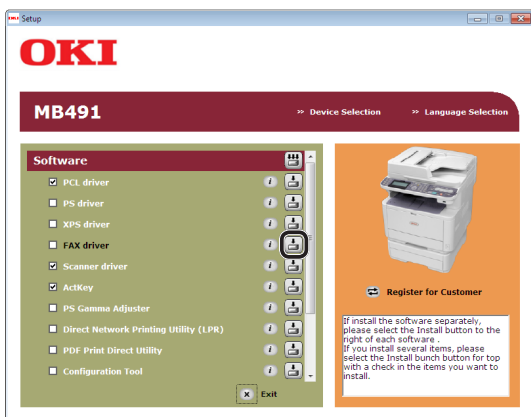 Setup
OKI
MB491
» Device Selection
» Language Selection
Software
PCL driver
PS driver
XPS driver
FAX driver
Scanner driver
ActKey
PS Gamma Adjuster
Direct Network Printing Utility (LPR)
PDF Print Direct Utility
Configuration Tool
x Exit
Register for Customer
If install the software separately,
please select the Install button to the
right of each software .
If you install several items, please
select the Install bunch button for top
with a check in the items you want to
install.